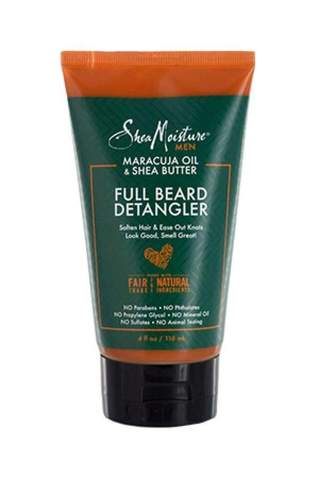 SheaMoisture®
MEN
MARACUJA OIL
& SHEA BUTTER
FULL BEARD
DETANGLER
Soften Hair & Ease Out Knots
Look Good, Smell Great!
MADE WITH
FAIR NATURAL
TRADE INGREDIENTS
NO Parabens • NO Phthalates
NO Propylene Glycol • NO Mineral Oil
NO Sulfates • NO Animal Testing
4 fl oz / 118 mL